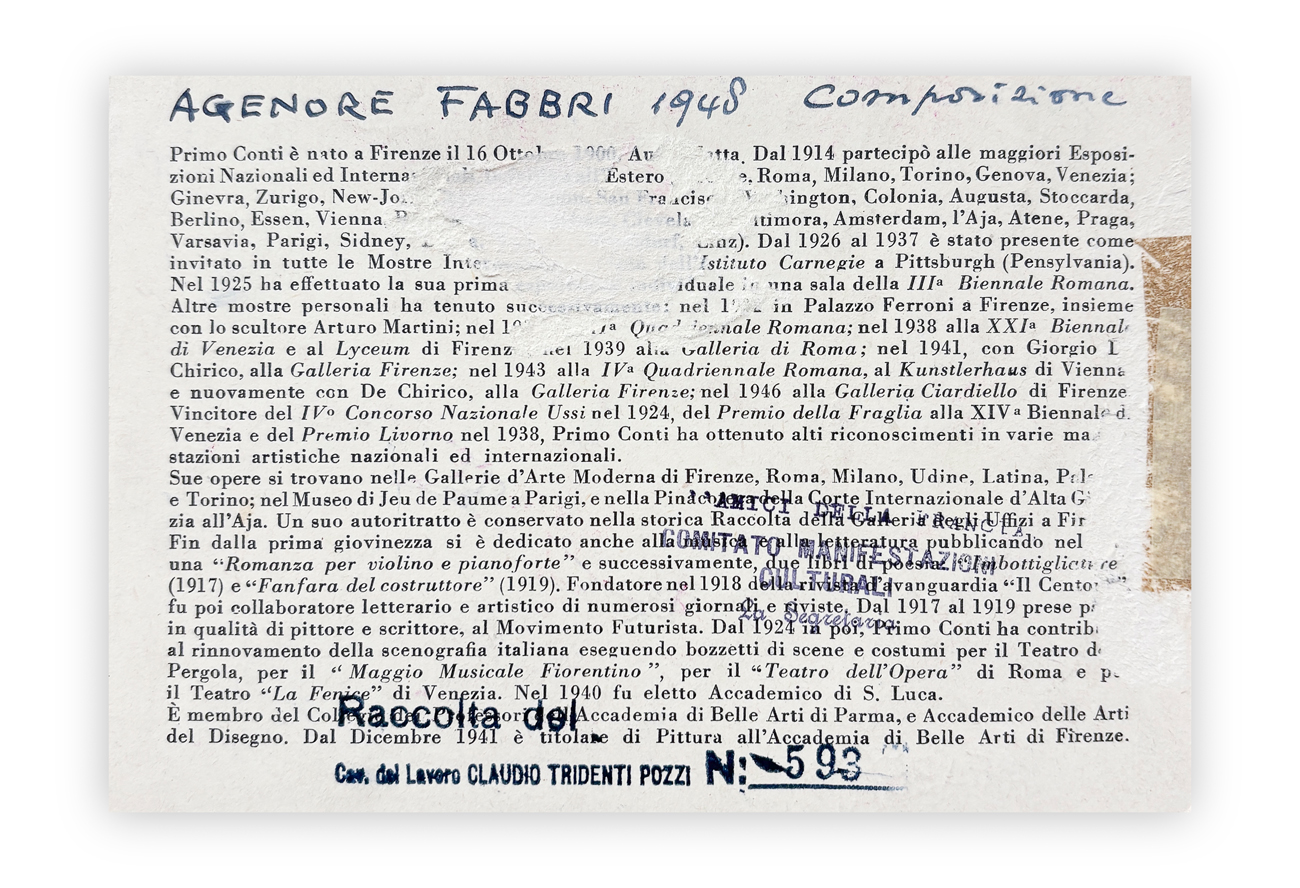 AGENORE FABBRI 1948 Composizione
Primo Conti è nato a Firenze il 16 Ottobre 1900. Dal 1914 partecipò alle maggiori Esposi-
zioni Nazionali ed Estero Roma, Milano, Torino, Genova, Venezia;
Ginevra, Zurigo, San Colonia, Augusta, Stoccarda,
Berlino, Essen, Vienna, Amsterdam, l'Aja, Atene, Praga,
Varsavia, Parigi, Sidney, Dal 1926 al 1937 è stato presente come
invitato in tutte le Mostre dell'Istituto Carnegie a Pittsburgh (Pensylvania).
Nel 1925 ha effettuato la sua prima in una sala della IIIª Biennale Romana.
Altre mostre personali ha tenuto successivamente: nel in Palazzo Ferroni a Firenze, insieme
con lo scultore Arturo Martini; nel Quadriennale Romana; nel 1938 alla XXIª Biennale
di Venezia e al Lyceum di Firenze nel 1939 alla Galleria di Roma; nel 1941, con Giorgio
Chirico, alla Galleria Firenze; nel 1943 alla IVª Quadriennale Romana, al Kunstlerhaus di Vienna
e nuovamente con De Chirico, alla Galleria Firenze; nel 1946 alla Galleria Ciardiello di Firenze
Vincitore del IVº Concorso Nazionale Ussi nel 1924, del Premio della Fraglia alla XIVª Biennale d.
Venezia e del Premio Livorno nel 1938, Primo Conti ha ottenuto alti riconoscimenti in varie
stazioni artistiche nazionali ed internazionali.
Sue opere si trovano nelle Gallerie d'Arte Moderna di Firenze, Roma, Milano, Udine, Latina,
e Torino; nel Museo di Jeu de Paume a Parigi, e nella Pinacoteca della Corte Internazionale d'Alta
zia all'Aja. Un suo autoritratto è conservato nella storica Raccolta della Galleria degli Uffizi a
Fin dalla prima giovinezza si è dedicato anche alla musica e alla letteratura pubblicando nel
una “Romanza per violino e pianoforte” e successivamente, due libri di poesia: Imbottigliature
(1917) e “Fanfara del costruttore” (1919). Fondatore nel 1918 della rivista d'avanguardia “Il Centone”
fu poi collaboratore letterario e artistico di numerosi giornali e riviste. Dal 1917 al 1919 prese
in qualità di pittore e scrittore, al Movimento Futurista. Dal 1924 in poi, Primo Conti ha
al rinnovamento della scenografia italiana eseguendo bozzetti di scene e costumi per il Teatro
Pergola, per il “Maggio Musicale Fiorentino”, per il “Teatro dell'Opera” di Roma e
il Teatro “La Fenice” di Venezia. Nel 1940 fu eletto Accademico di S. Luca.
È membro del Collegio dei Professori dell'Accademia di Belle Arti di Parma, e Accademico delle Arti
del Disegno. Dal Dicembre 1941 è titolare di Pittura all'Accademia di Belle Arti di Firenze.
"AMICI DELLA FRANCIA
COMITATO MANIFESTAZIONI
CULTURALI
La Segretaria
Raccolta del
Cav. del Lavoro CLAUDIO TRIDENTI POZZI N: 593